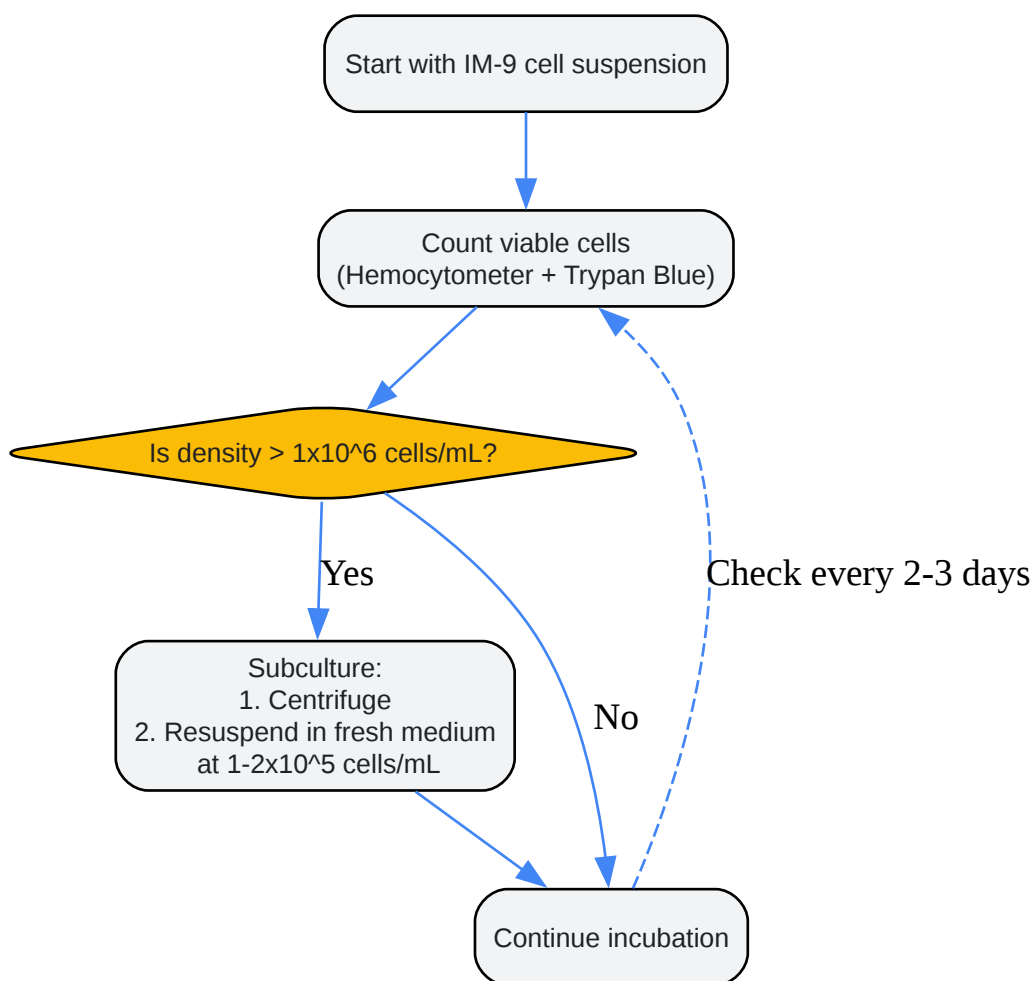 Start with IM-9 cell suspension
Count viable cells
(Hemocytometer + Trypan Blue)
Is density > 1x10^6 cells/mL?
Yes
Check every 2-3 days
Subculture:
1. Centrifuge
2. Resuspend in fresh medium
at 1-2x10^5 cells/mL
No
Continue incubation